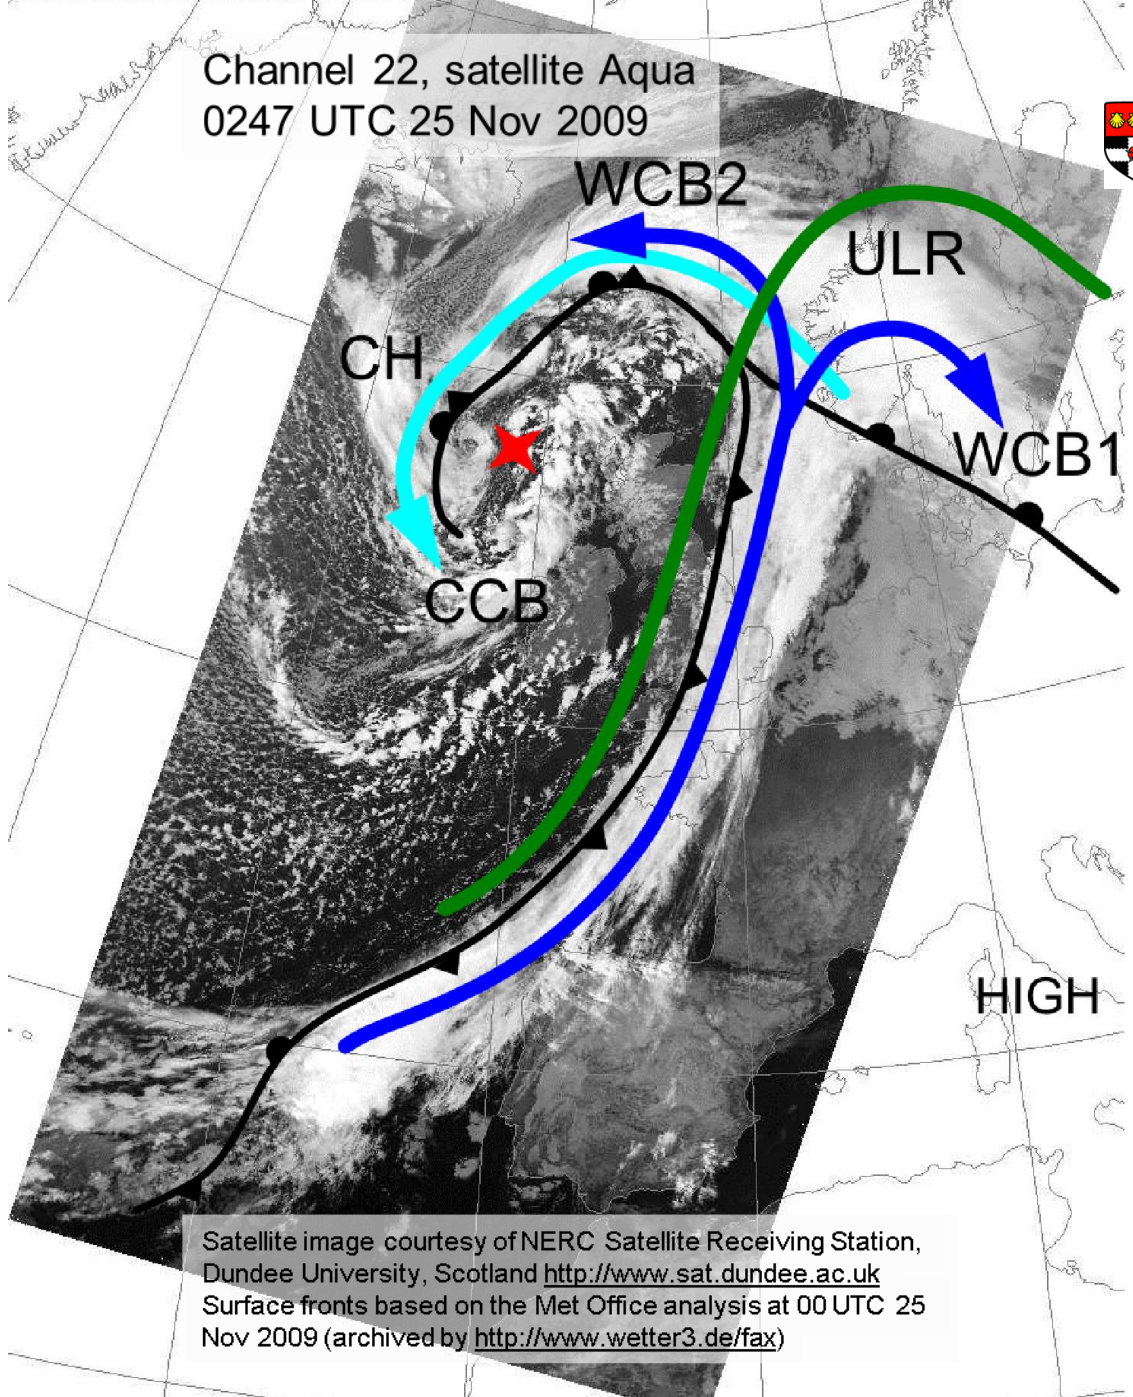 Channel 22, satellite Aqua
0247 UTC 25 Nov 2009
WCB2
ULR
CH
WCB1
CCB
HIGH
Satellite image courtesy of NERC Satellite Receiving Station,
Dundee University, Scotland http://www.sat.dundee.ac.uk
Surface fronts based on the Met Office analysis at 00 UTC 25
Nov 2009 (archived by http://www.wetter3.de/fax)